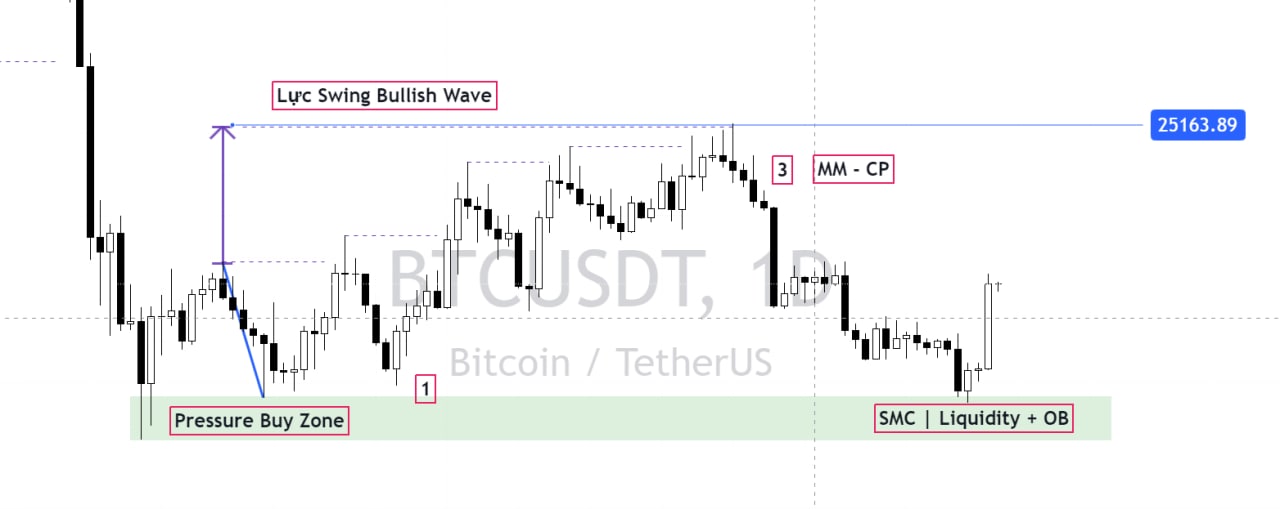 Lực Swing Bullish Wave
25163.89
3
MM - CP
BTCUSDT, 1D
Bitcoin / TetherUS
1
Pressure Buy Zone
SMC | Liquidity + OB